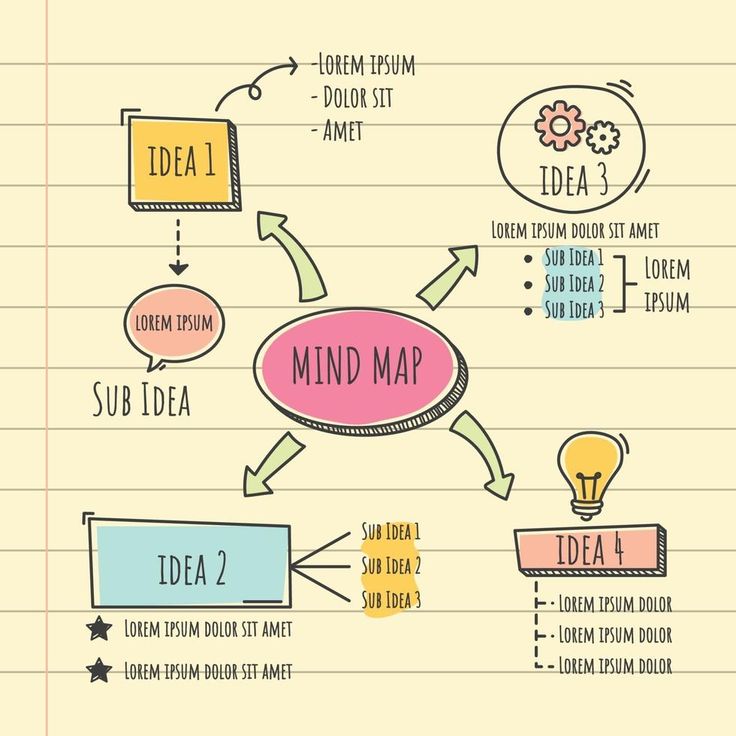 -Lorem ipsum
- Dolor sit
- Amet
IDEA 1
LOREM IPSUM
Sub Idea
IDEA 3
Lorem ipsum dolor sit amet
• Sub Idea 1
• Sub Idea 2
• Sub Idea 3
Lorem
ipsum
MIND MAP
IDEA 2
Sub Idea 1
Sub Idea 2
Sub Idea 3
Lorem ipsum dolor sit amet
Lorem ipsum dolor sit amet
IDEA 4
Lorem ipsum dolor
Lorem ipsum dolor
Lorem ipsum dolor